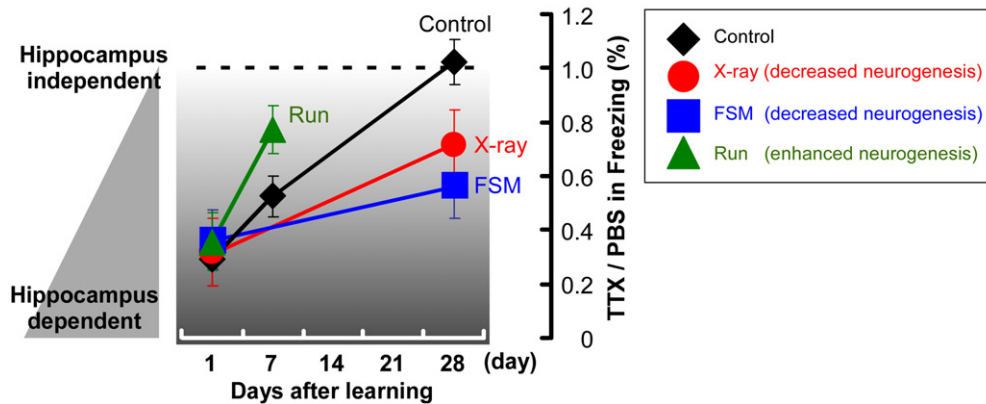 Hippocampus
independent
Hippocampus
dependent
Control
Run
X-ray
FSM
1.2
1.0
0.8
0.6
0.4
0.2
0
TTX / PBS in Freezing (%)
1 7 14 21 28 (day)
Days after learning
Control
X-ray (decreased neurogenesis)
FSM (decreased neurogenesis)
Run (enhanced neurogenesis)